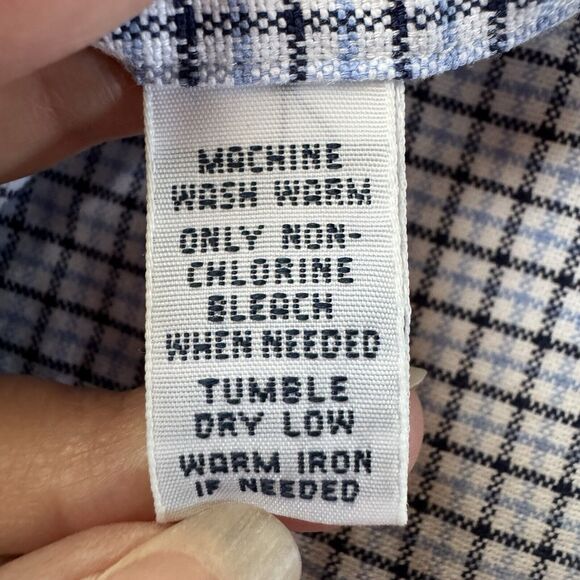 MACHINE
WASH WARM
ONLY NON-
CHLORINE
BLEACH
WHEN NEEDED
TUMBLE
DRY LOW
WARM IRON
IF NEEDED